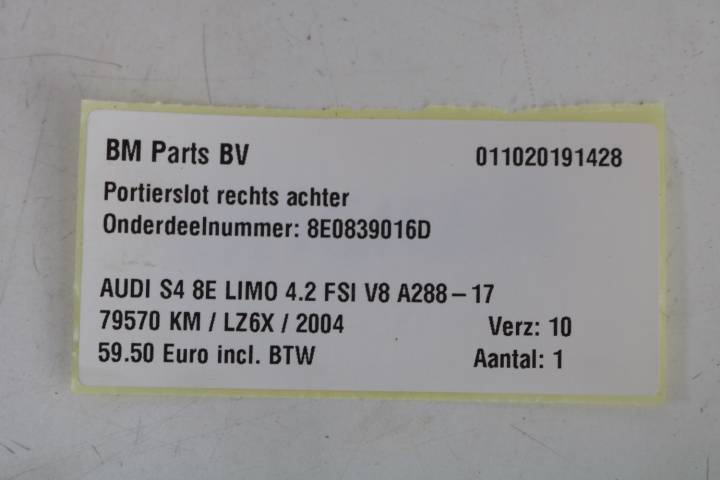 BM Parts BV 011020191428
Portierslot rechts achter
Onderdeelnummer: 8E0839016D
AUDI S4 8E LIMO 4.2 FSI V8 A288-17
79570 KM / LZ6X / 2004 Verz: 10
59.50 Euro incl. BTW Aantal: 1